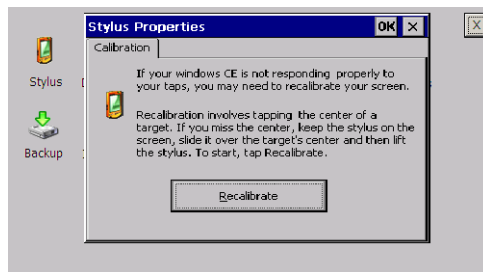 Stylus Properties OK
Calibration
If your windows CE is not responding properly to
your taps, you may need to recalibrate your screen.
Stylus
Recalibration involves tapping the center of a
target. If you miss the center, keep the stylus on the
screen, slide it over the target's center and then lift
the stylus. To start, tap Recalibrate.
Backup
Recalibrate